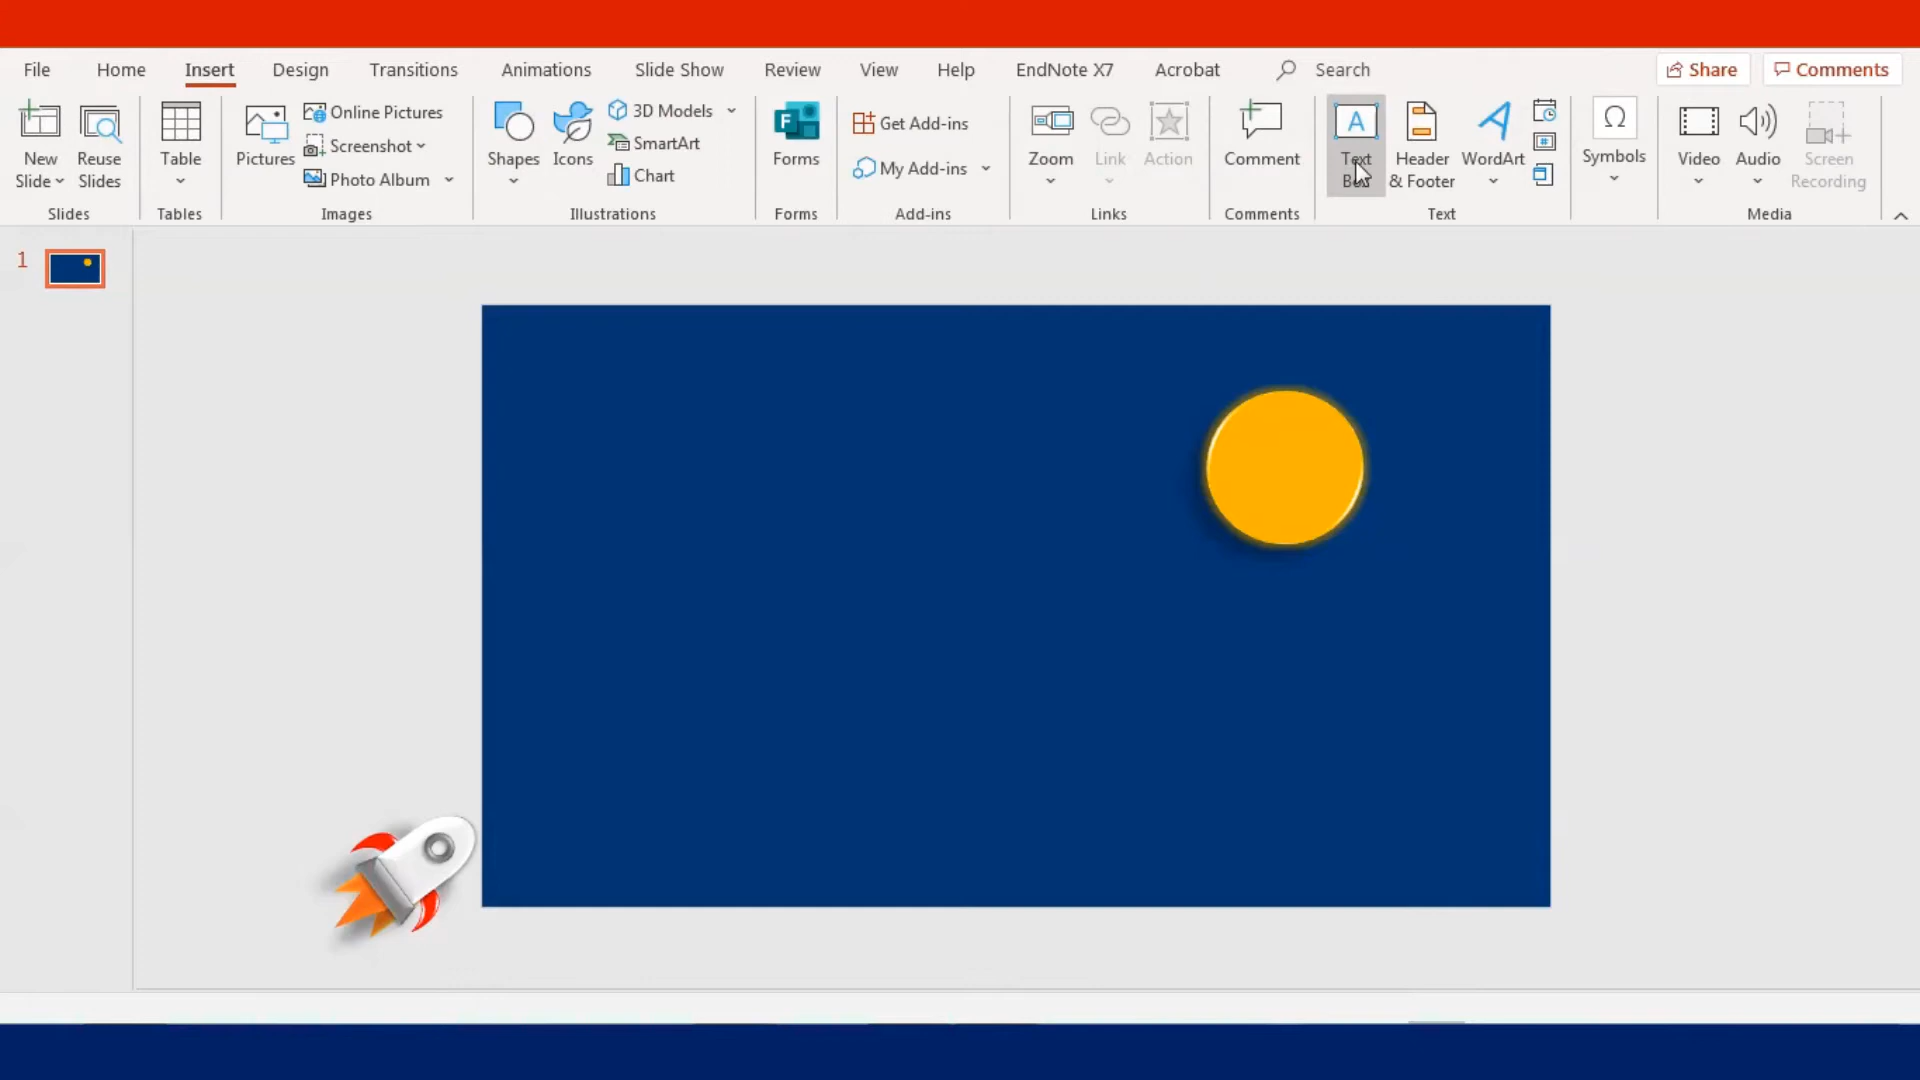 File Home Insert Design Transitions Animations Slide Show Review View Help EndNote X7 Acrobat Search Share Comments
New Slide
Reuse Slides
Table
Pictures
Online Pictures
Screenshot
Photo Album
Shapes
Icons
3D Models
SmartArt
Chart
Forms
Get Add-ins
My Add-ins
Zoom
Link
Action
Comment
A
Text
Box
Header
& Footer
WordArt
Ω
Symbols
Video
Audio
Screen
Recording
Slides Tables Images Illustrations Forms Add-ins Links Comments Text Media
1